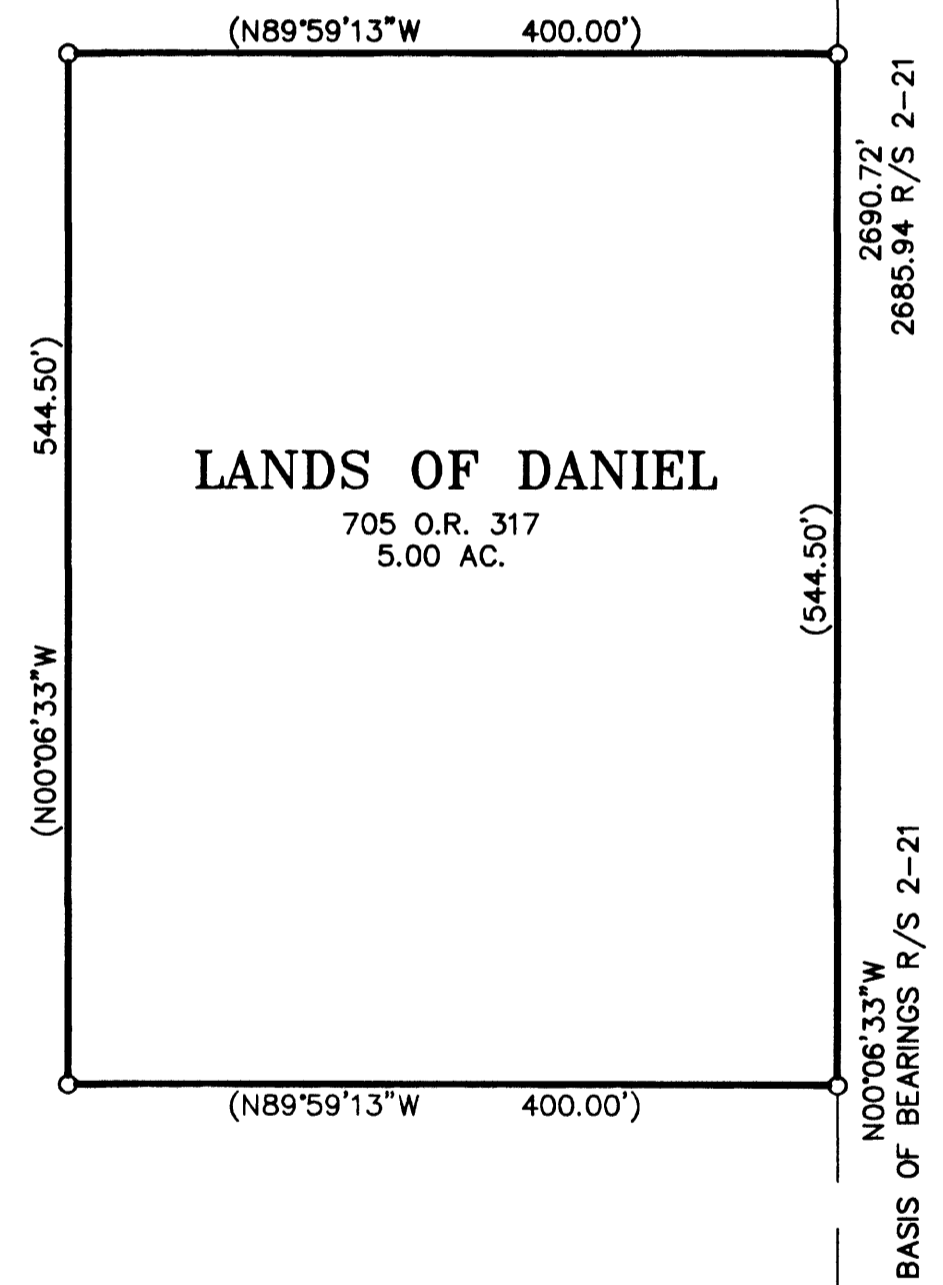 (N89°59'13"W 400.00')
2690.72'
2685.94 R/S 2-21
544.50')
(N00°06'33"W
LANDS OF DANIEL
705 O.R. 317
5.00 AC.
(544.50')
N00°06'33"W
BASIS OF BEARINGS R/S 2-21
(N89°59'13"W 400.00')